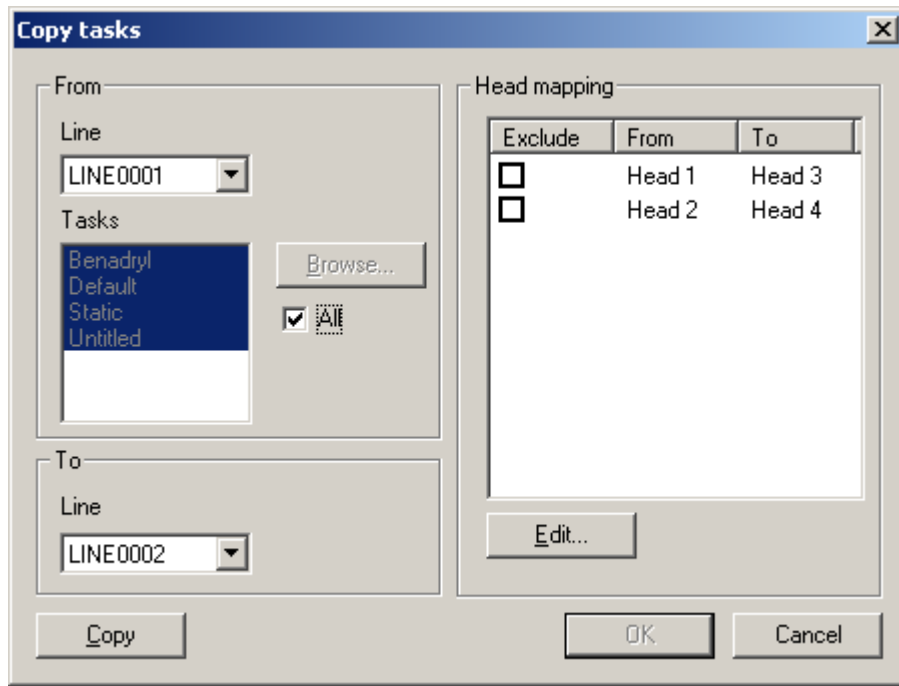 Copy tasks
From
Line
LINE0001
Tasks
Benadryl
Default
Static
Untitled
Browse...
All
To
Line
LINE0002
Head mapping
Exclude From To
Head 1 Head 3
Head 2 Head 4
Edit...
Copy
OK
Cancel